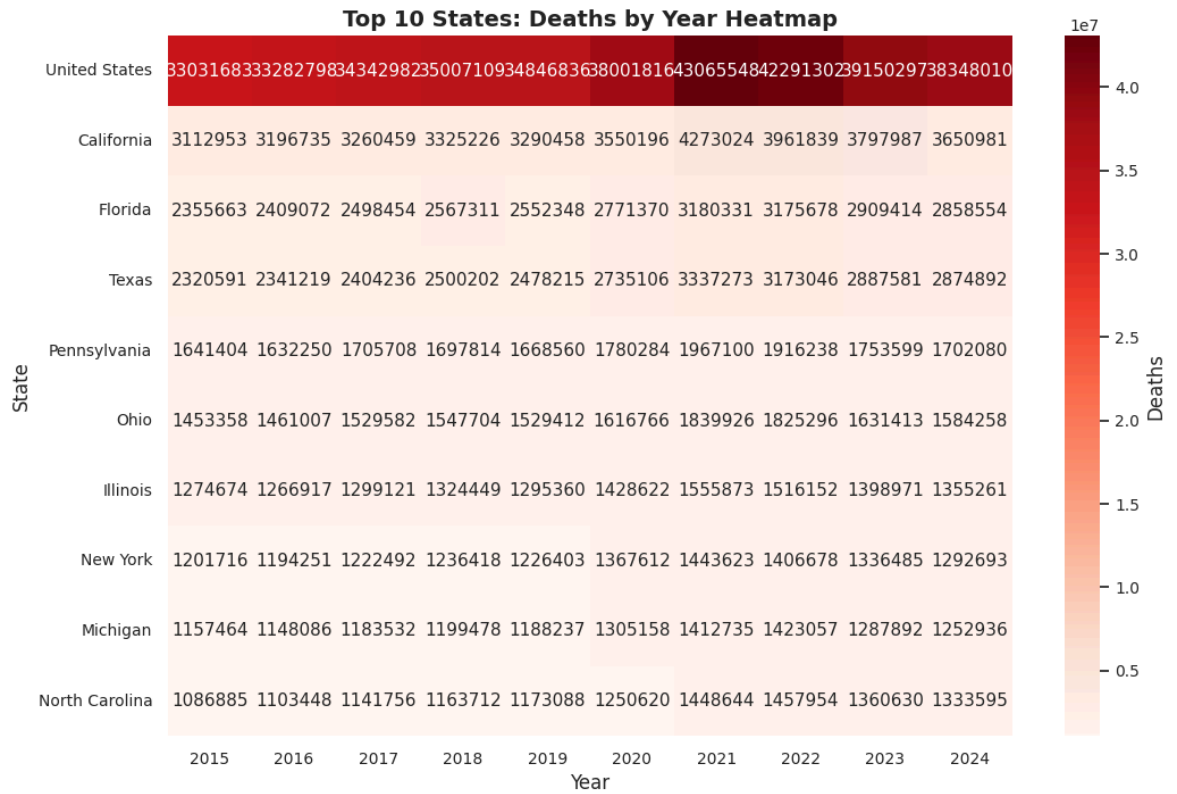 Top 10 States: Deaths by Year Heatmap
1e7
United States 33031683 33282798 34342982 35007109 34846836 38001816 43065548 42291302 39150297 38348010
4.0
California 3112953 3196735 3260459 3325226 3290458 3550196 4273024 3961839 3797987 3650981
3.5
Florida 2355663 2409072 2498454 2567311 2552348 2771370 3180331 3175678 2909414 2858554
3.0
Texas 2320591 2341219 2404236 2500202 2478215 2735106 3337273 3173046 2887581 2874892
2.5
Pennsylvania 1641404 1632250 1705708 1697814 1668560 1780284 1967100 1916238 1753599 1702080
State
Deaths
2.0
Ohio 1453358 1461007 1529582 1547704 1529412 1616766 1839926 1825296 1631413 1584258
1.5
Illinois 1274674 1266917 1299121 1324449 1295360 1428622 1555873 1516152 1398971 1355261
New York 1201716 1194251 1222492 1236418 1226403 1367612 1443623 1406678 1336485 1292693
1.0
Michigan 1157464 1148086 1183532 1199478 1188237 1305158 1412735 1423057 1287892 1252936
0.5
North Carolina 1086885 1103448 1141756 1163712 1173088 1250620 1448644 1457954 1360630 1333595
2015 2016 2017 2018 2019 2020 2021 2022 2023 2024
Year